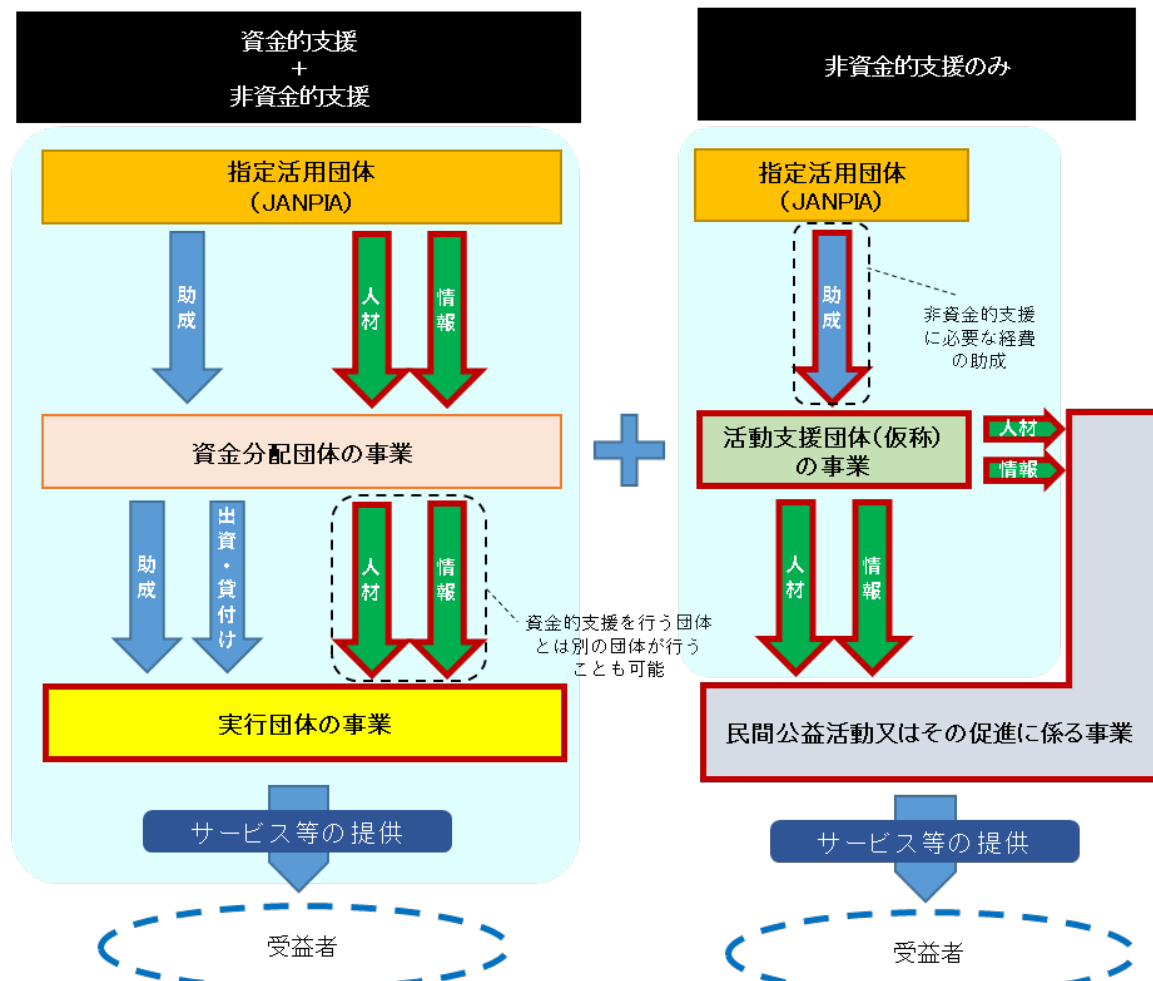 資金的支援
+
非資金的支援
指定活用団体
(JANPIA)
助成
人材
情報
資金分配団体の事業
助成
出資・貸付け
人材
情報
資金的支援を行う団体
とは別の団体が行う
ことも可能
実行団体の事業
サービス等の提供
受益者
非資金的支援のみ
指定活用団体
(JANPIA)
助成
非資金的支援
に必要な経費
の助成
活動支援団体(仮称)
の事業
人材
情報
人材
情報
民間公益活動又はその促進に係る事業
サービス等の提供
受益者